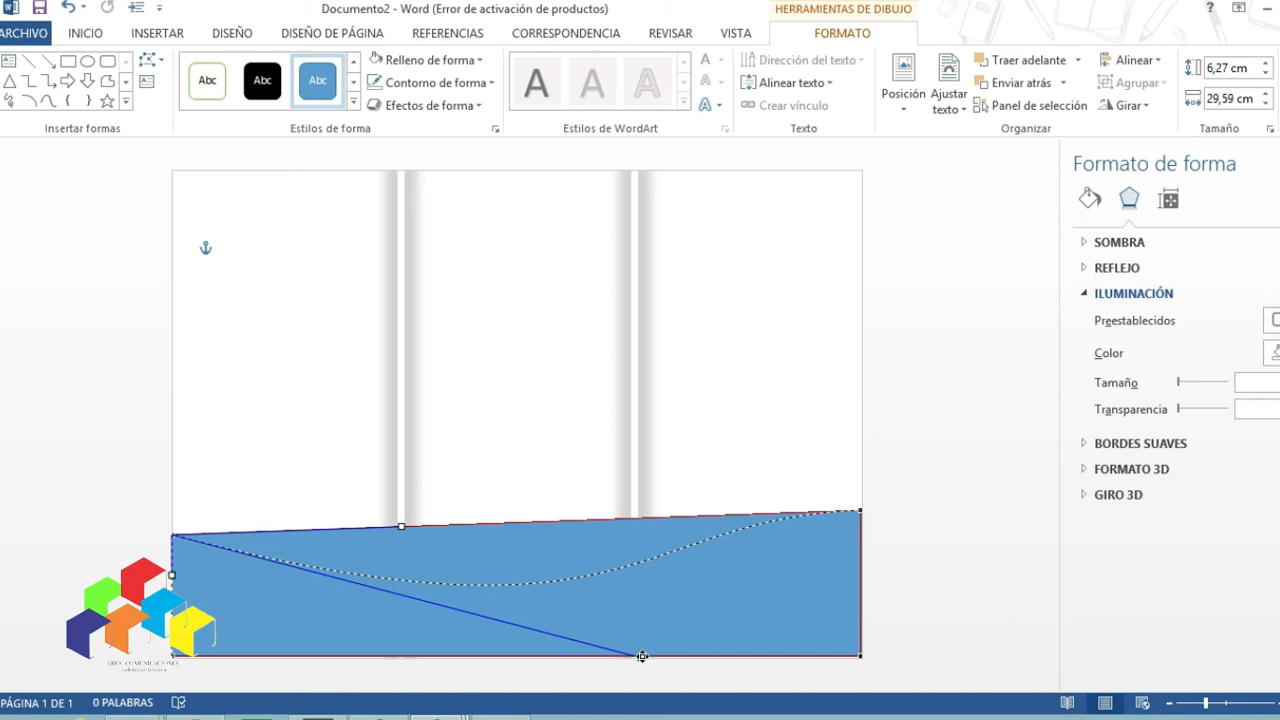 Documento2 - Word (Error de activación de productos)
HERRAMIENTAS DE DIBUJO
ARCHIVO INICIO INSERTAR DISEÑO DISEÑO DE PÁGINA REFERENCIAS CORRESPONDENCIA REVISAR VISTA FORMATO
Abc Abc Abc
Relleno de forma
Contorno de forma
Efectos de forma
A A A
Dirección del texto
Alinear texto
Crear vínculo
Posición
Ajustar
texto
Traer adelante
Enviar atrás
Panel de selección
Alinear
Agrupar
Girar
6,27 cm
29,59 cm
Insertar formas Estilos de forma Estilos de WordArt Texto Organizar Tamaño
Formato de forma
SOMBRA
REFLEJO
ILUMINACIÓN
Preestablecidos
Color
Tamaño
Transparencia
BORDES SUAVES
FORMATO 3D
GIRO 3D
PÁGINA 1 DE 1 0 PALABRAS